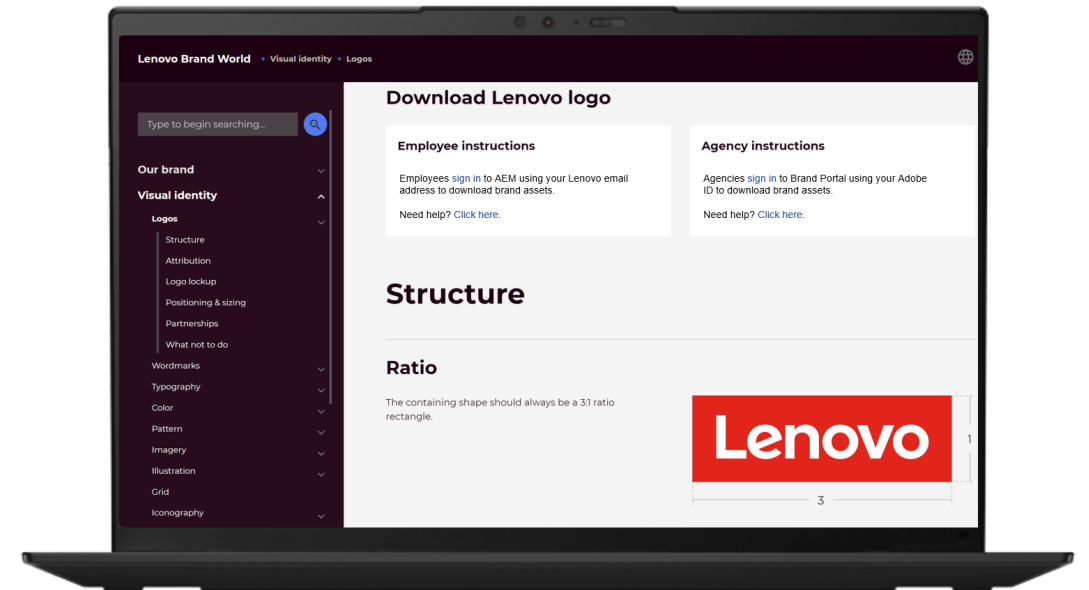 Lenovo Brand World
Visual identity
Logos
Type to begin searching...
Our brand
Visual identity
Logos
Structure
Attribution
Logo lockup
Positioning & sizing
Partnerships
What not to do
Wordmarks
Typography
Color
Pattern
Imagery
Illustration
Grid
Iconography
Download Lenovo logo
Employee instructions
Employees sign in to AEM using your Lenovo email
address to download brand assets.
Need help? Click here.
Agency instructions
Agencies sign in to Brand Portal using your Adobe
ID to download brand assets.
Need help? Click here.
Structure
Ratio
The containing shape should always be a 3:1 ratio
rectangle.
Lenovo
1
3